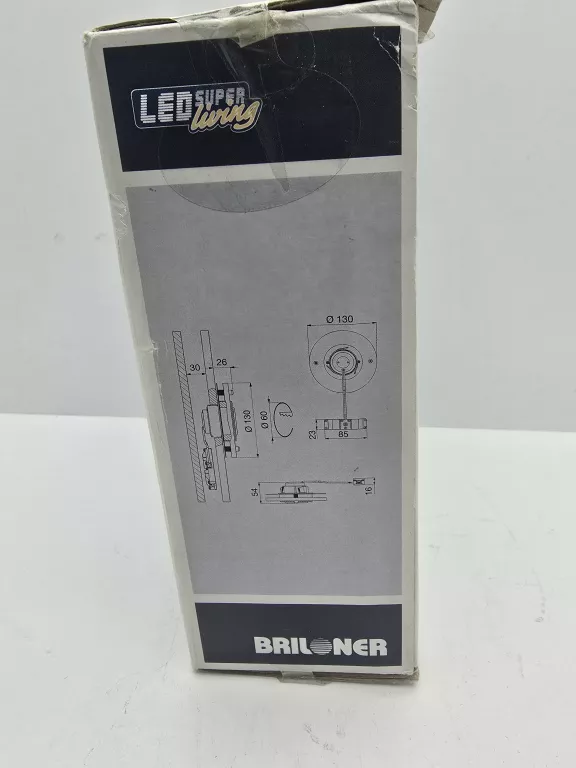 LED SUPER
living
Ø 130
30
26
Ø 130
Ø 60
23
85
54
16
BRILONER